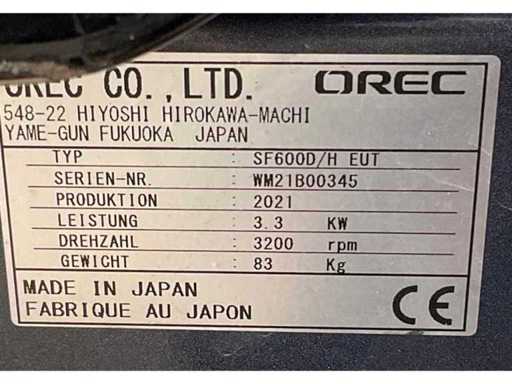 OREC CO.,LTD. OREC
548-22 HIYOSHI HIROKAWA-MACHI
YAME-GUN FUKUOKA JAPAN
TYP : SF600D/H EUT
SERIEN-NR. : WM21B00345
PRODUKTION : 2021
LEISTUNG : 3.3 KW
DREHZAHL : 3200 rpm
GEWICHT : 83 Kg
MADE IN JAPAN
FABRIQUE AU JAPON CE